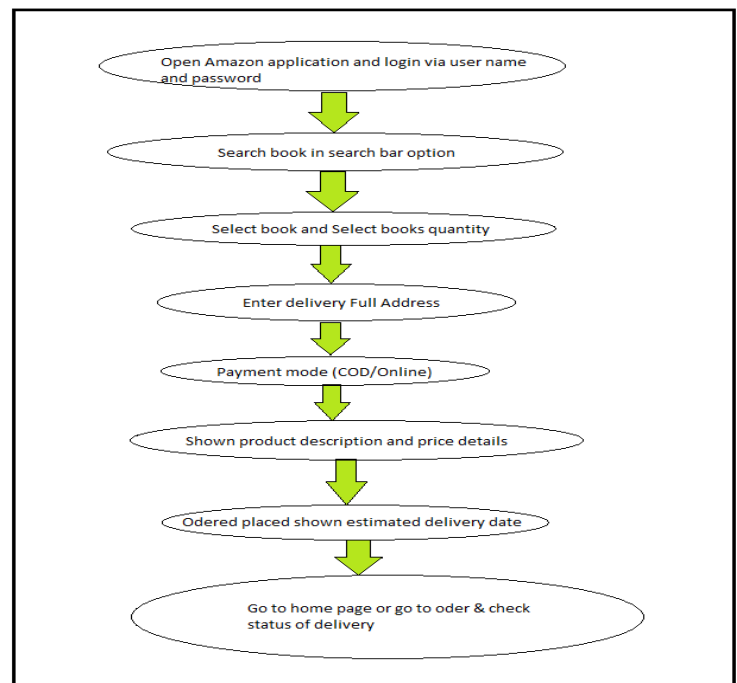 Open Amazon application and login via user name
and password
Search book in search bar option
Select book and Select books quantity
Enter delivery Full Address
Payment mode (COD/Online)
Shown product description and price details
Odered placed shown estimated delivery date
Go to home page or go to oder & check
status of delivery